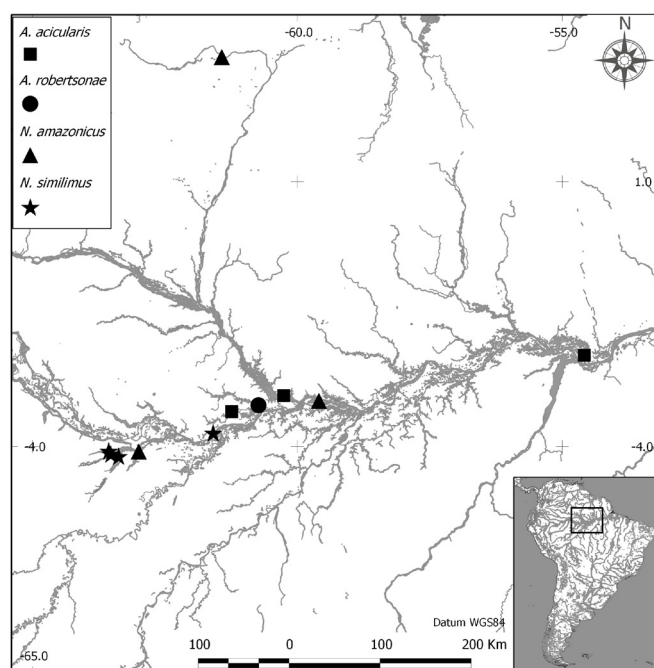 A. acicularis
A. robertsonae
N. amazonicus
N. similimus
-60.0
-55.0
N
1.0
-4.0
-4.0
Datum WGS84
-65.0
100 0 100 200 Km